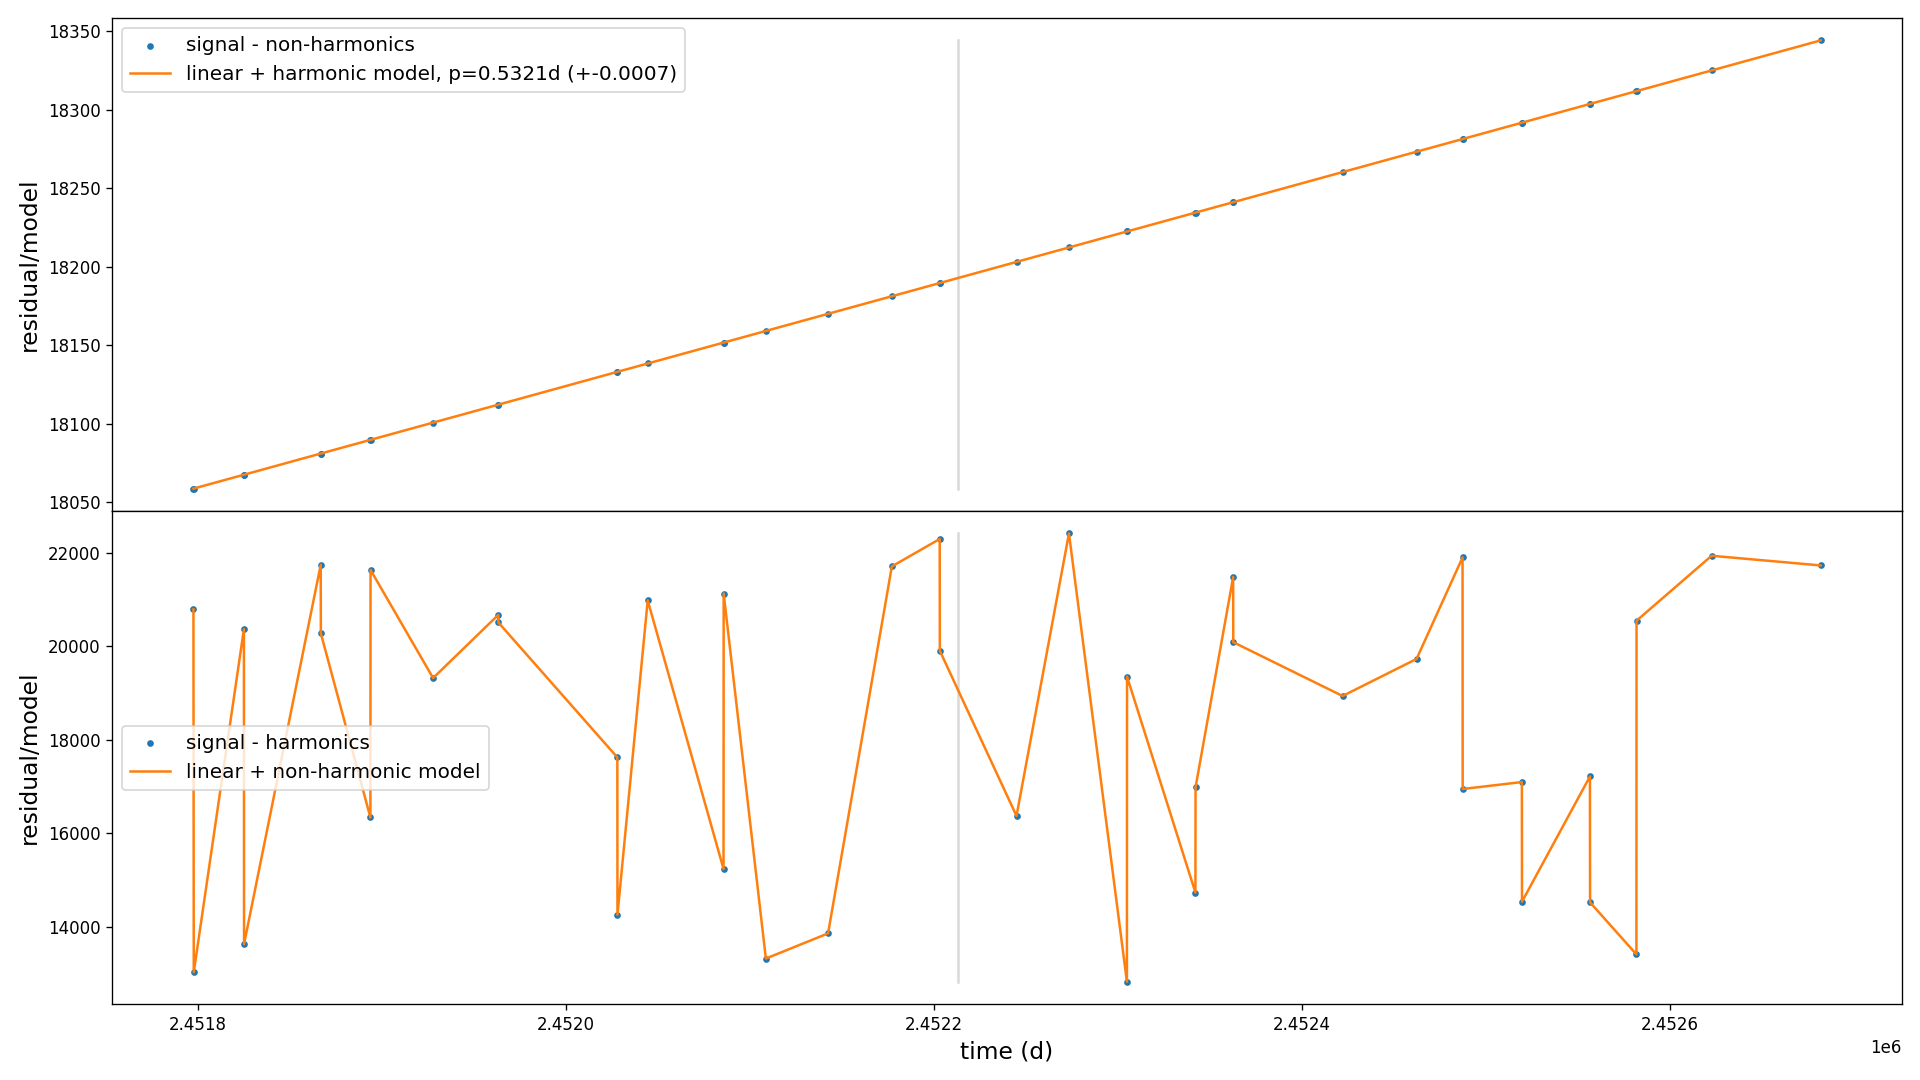 signal - non-harmonics
linear + harmonic model, p=0.5321d (+-0.0007)
residual/model
18350
18300
18250
18200
18150
18100
18050
signal - harmonics
linear + non-harmonic model
residual/model
22000
20000
18000
16000
14000
2.4518 2.4520 2.4522 2.4524 2.4526
time (d)
1e6